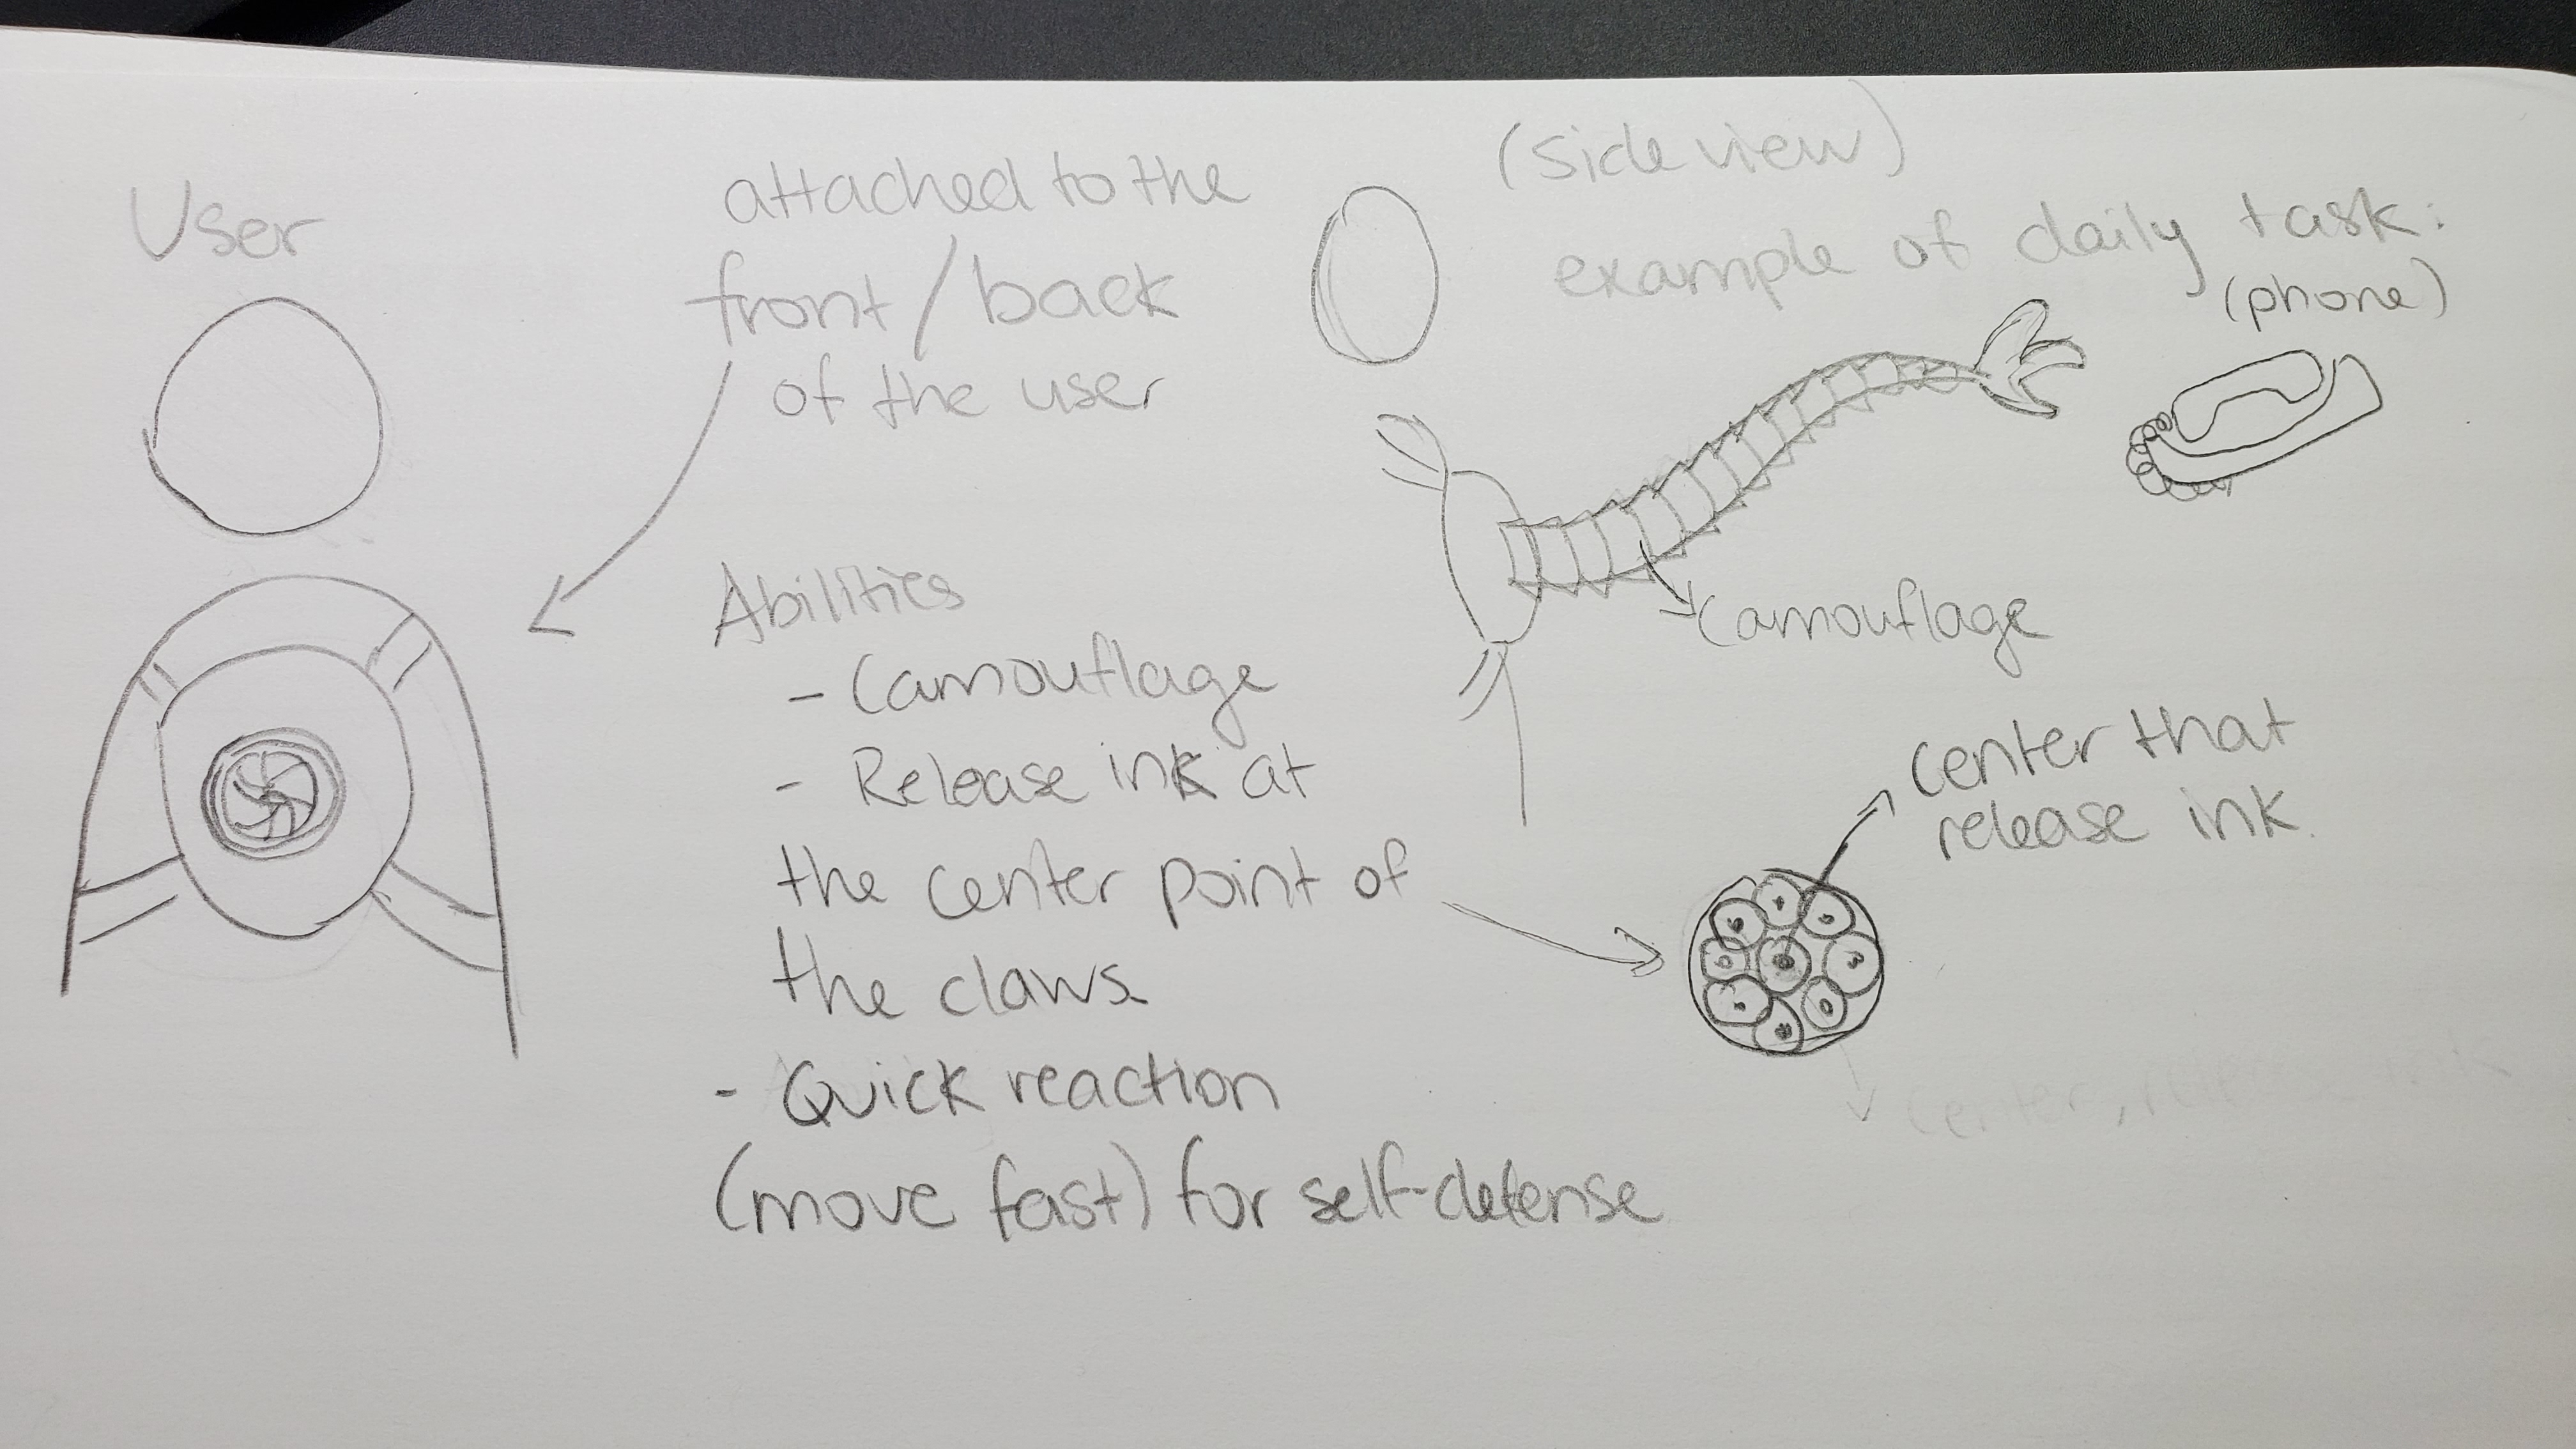 User
attached to the
front/back
of the user
Abilities
- Camouflage
- Release ink at
the center point of
the claws.
- Quick reaction
(move fast) for self-defense
(side view)
example of daily task:
(phone)
Camouflage
Center that
release ink